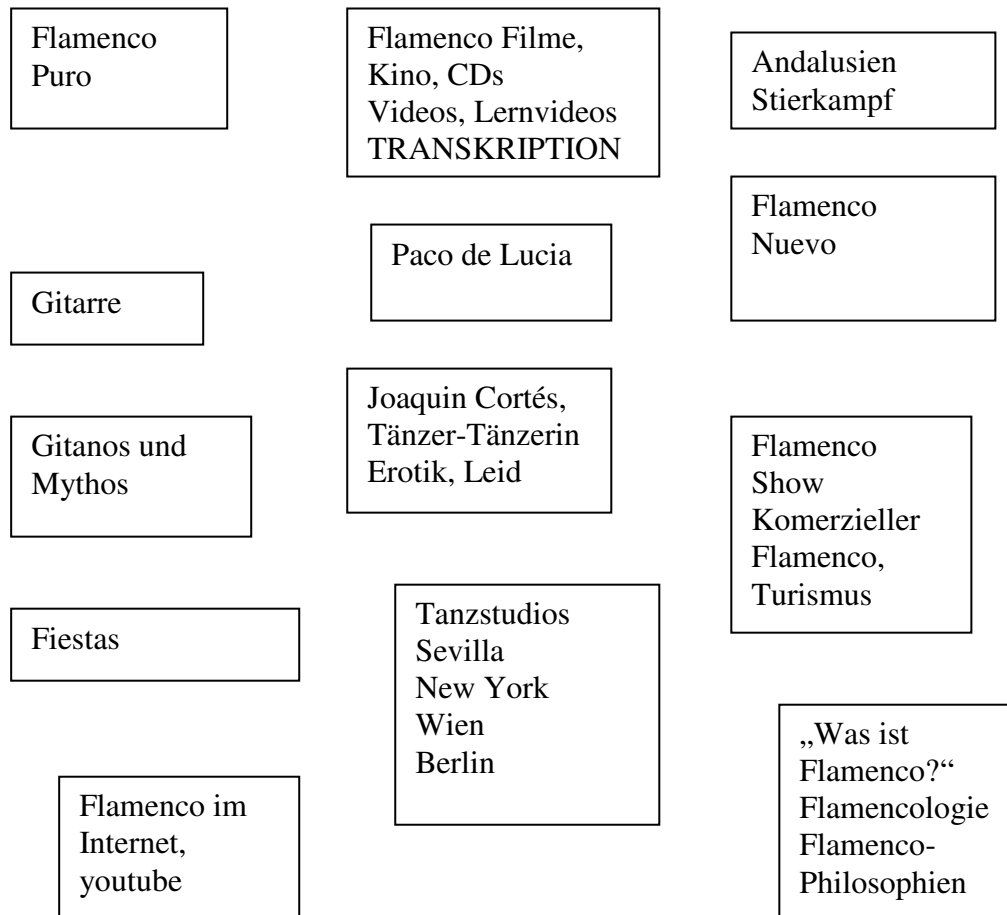 Flamenco
Puro
Flamenco Filme,
Kino, CDs
Videos, Lernvideos
TRANSKRIPTION
Andalusien
Stierkampf
Flamenco
Nuevo
Paco de Lucia
Gitarre
Joaquin Cortés,
Tänzer-Tänzerin
Erotik, Leid
Gitanos und
Mythos
Flamenco
Show
Komerzieller
Flamenco,
Turismus
Fiestas
Tanzstudios
Sevilla
New York
Wien
Berlin
„Was ist
Flamenco?“
Flamencologie
Flamenco-
Philosophien
Flamenco im
Internet,
youtube